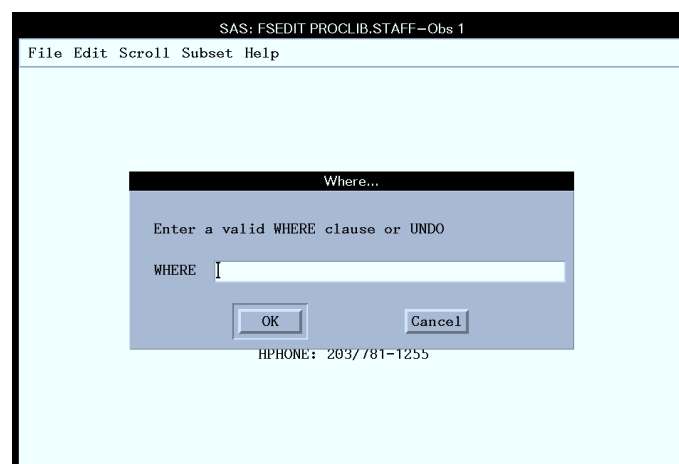 SAS: FSEDIT PROCLIB.STAFF—Obs 1
File Edit Scroll Subset Help
Where...
Enter a valid WHERE clause or UNDO
WHERE
OK Cancel
HPHONE: 203/781-1255